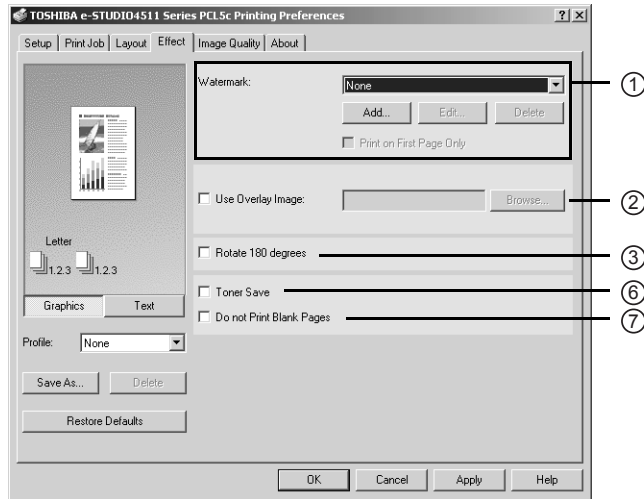 TOSHIBA e-STUDIO4511 Series PCL5c Printing Preferences
Setup Print Job Layout Effect Image Quality About
Watermark:
None
Add... Edit... Delete
Print on First Page Only
1
Use Overlay Image: Browse...
2
Rotate 180 degrees
3
Toner Save
6
Do not Print Blank Pages
7
Letter
1.2.3 1.2.3
Graphics Text
Profile: None
Save As... Delete
Restore Defaults
OK Cancel Apply Help